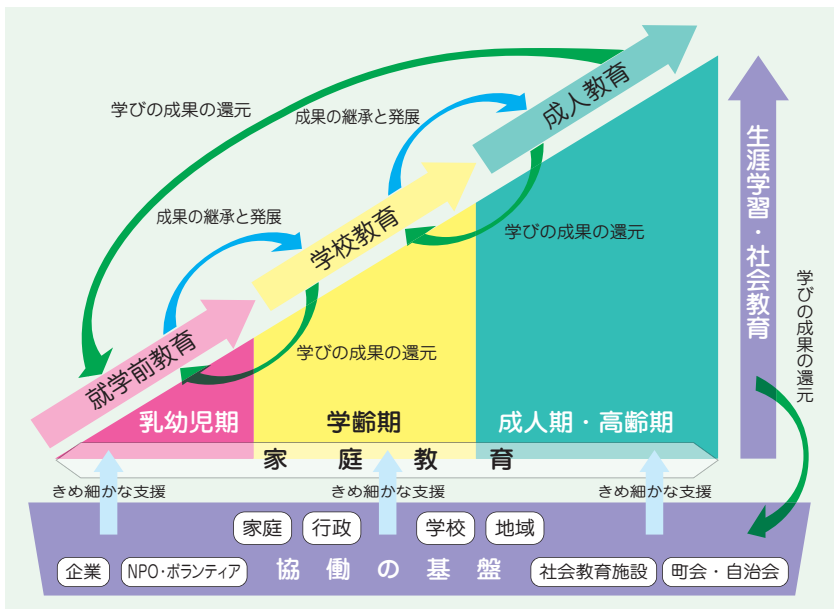 学びの成果の還元
成果の継承と発展
成人教育
生涯学習・社会教育
成果の継承と発展
学校教育
学びの成果の還元
学びの成果の還元
就学前教育
学びの成果の還元
乳幼児期
学齢期
成人期・高齢期
家庭教育
きめ細かな支援
きめ細かな支援
きめ細かな支援
家庭
行政
学校
地域
企業
NPO・ボランティア
協働の基盤
社会教育施設
町会・自治会